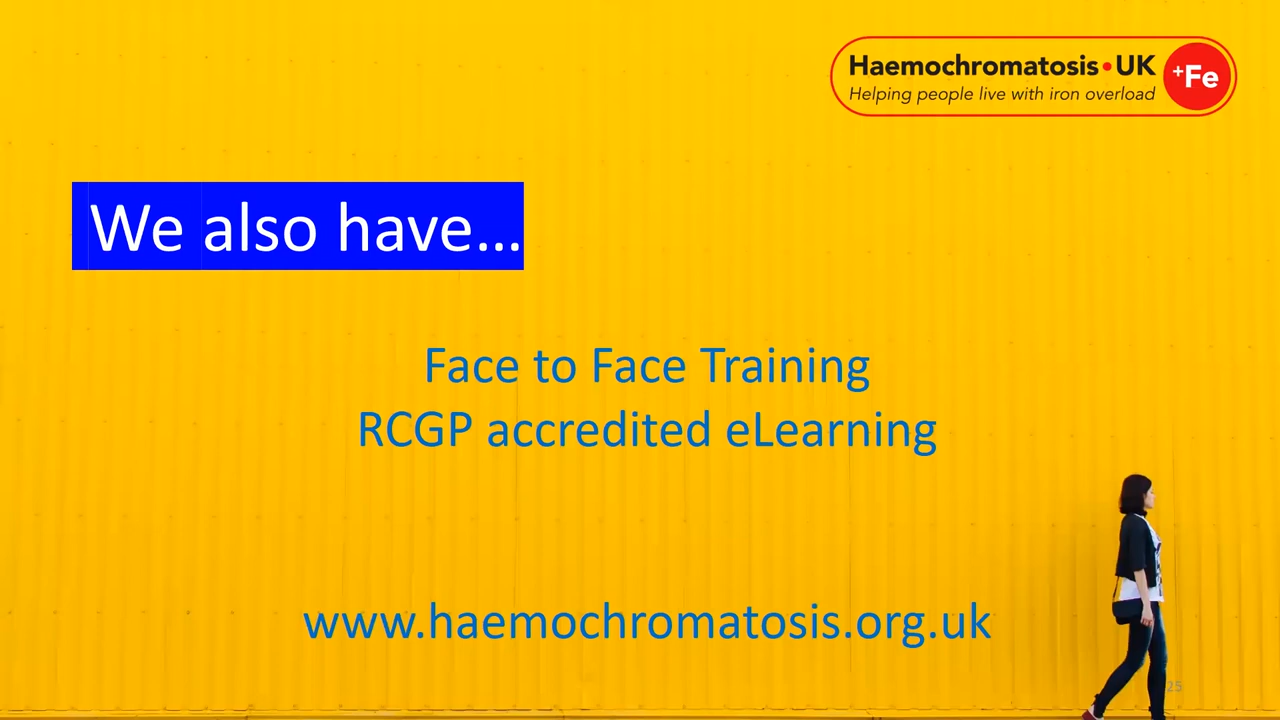 Haemochromatosis•UK
+Fe
Helping people live with iron overload
We also have...
Face to Face Training
RCGP accredited eLearning
www.haemochromatosis.org.uk
25